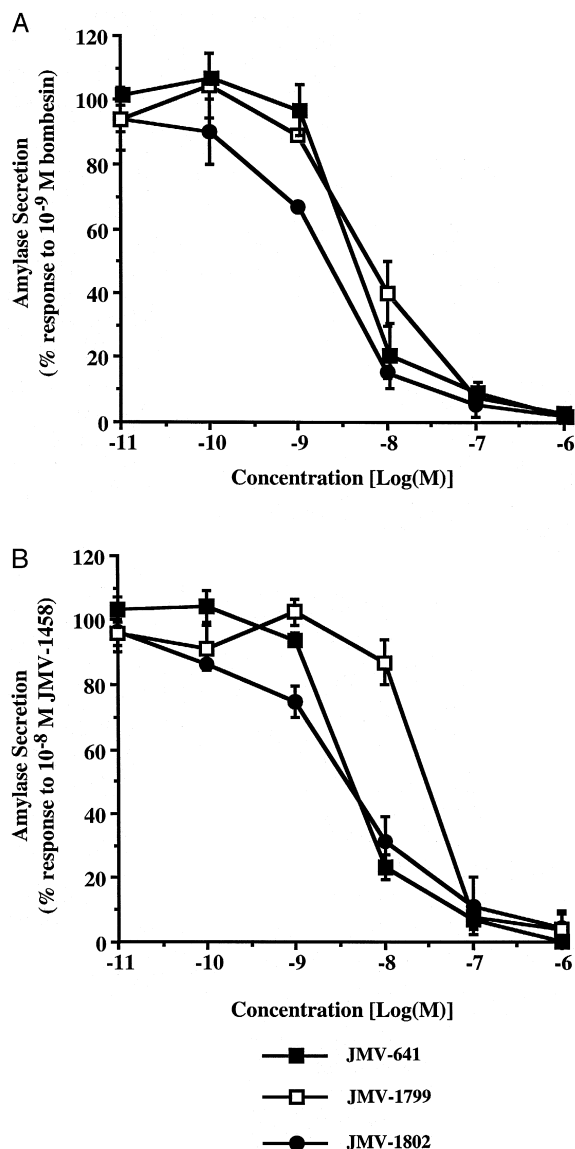 A
Amylase Secretion
(% response to 10-9 M bombesin)
120
100
80
60
40
20
0
-11 -10 -9 -8 -7 -6
Concentration [Log(M)]
B
Amylase Secretion
(% response to 10-8 M JMV-1458)
120
100
80
60
40
20
0
-11 -10 -9 -8 -7 -6
Concentration [Log(M)]
JMV-641
JMV-1799
JMV-1802